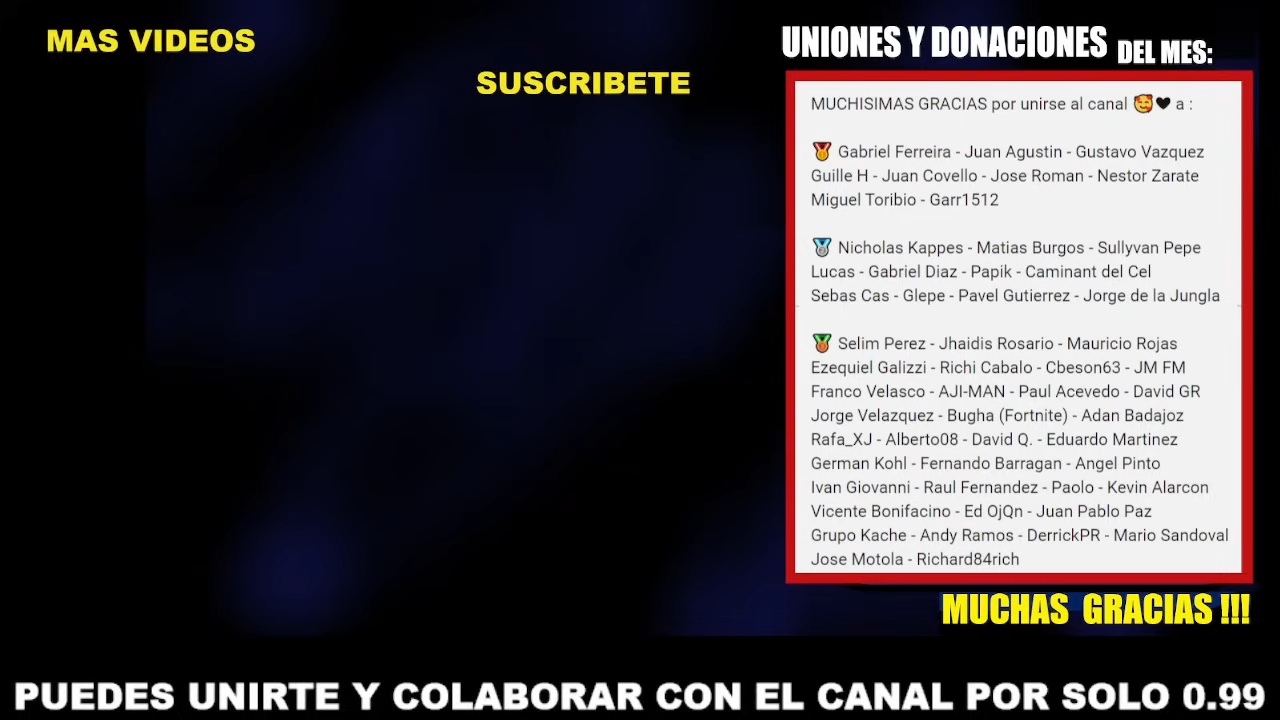 MAS VIDEOS
SUSCRIBETE
UNIONES Y DONACIONES DEL MES:
MUCHISIMAS GRACIAS por unirse al canal 🥰🖤 a :
🥇 Gabriel Ferreira - Juan Agustin - Gustavo Vazquez
Guille H - Juan Covello - Jose Roman - Nestor Zarate
Miguel Toribio - Garr1512
🥈 Nicholas Kappes - Matias Burgos - Sullyvan Pepe
Lucas - Gabriel Diaz - Papik - Caminant del Cel
Sebas Cas - Glepe - Pavel Gutierrez - Jorge de la Jungla
🥉 Selim Perez - Jhaidis Rosario - Mauricio Rojas
Ezequiel Galizzi - Richi Cabalo - Cbeson63 - JM FM
Franco Velasco - AJI-MAN - Paul Acevedo - David GR
Jorge Velazquez - Bugha (Fortnite) - Adan Badajoz
Rafa_XJ - Alberto08 - David Q. - Eduardo Martinez
German Kohl - Fernando Barragan - Angel Pinto
Ivan Giovanni - Raul Fernandez - Paolo - Kevin Alarcon
Vicente Bonifacino - Ed OjQn - Juan Pablo Paz
Grupo Kache - Andy Ramos - DerrickPR - Mario Sandoval
Jose Motola - Richard84rich
MUCHAS GRACIAS !!!
PUEDES UNIRTE Y COLABORAR CON EL CANAL POR SOLO 0.99